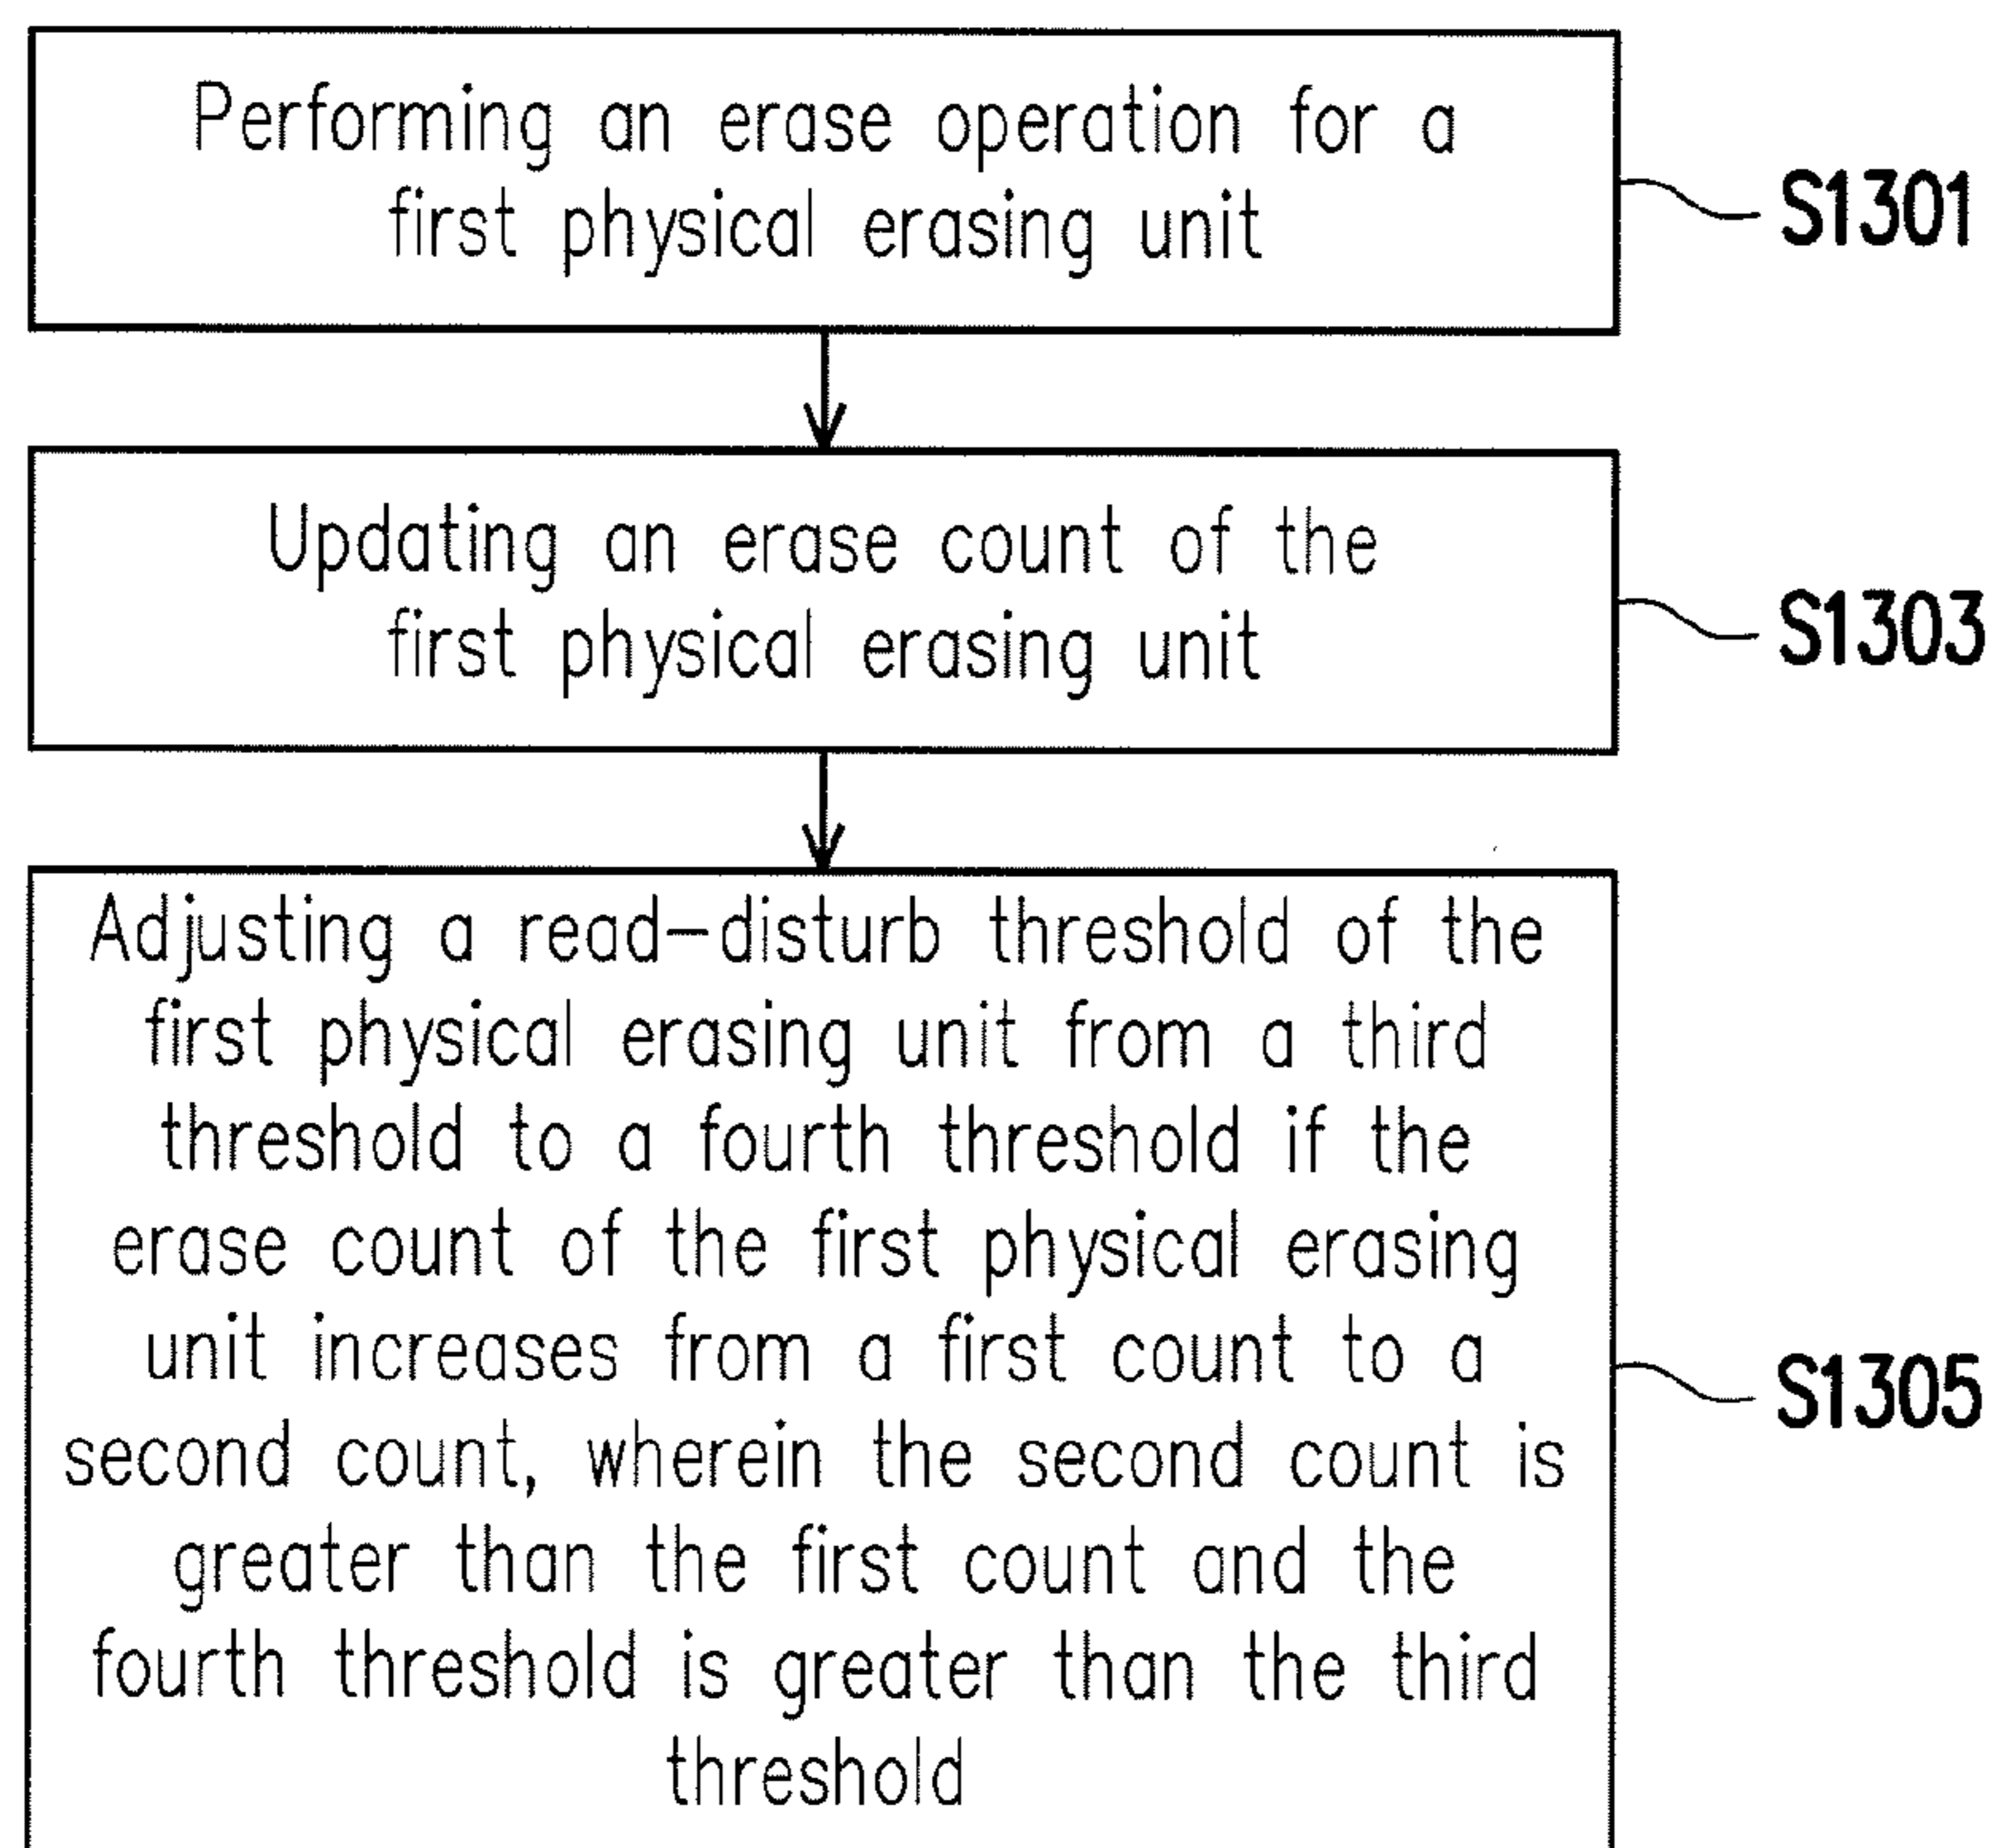 Performing an erase operation for a
first physical erasing unit
S1301
Updating an erase count of the
first physical erasing unit
S1303
Adjusting a read-disturb threshold of the
first physical erasing unit from a third
threshold to a fourth threshold if the
erase count of the first physical erasing
unit increases from a first count to a
second count, wherein the second count is
greater than the first count and the
fourth threshold is greater than the third
threshold
S1305